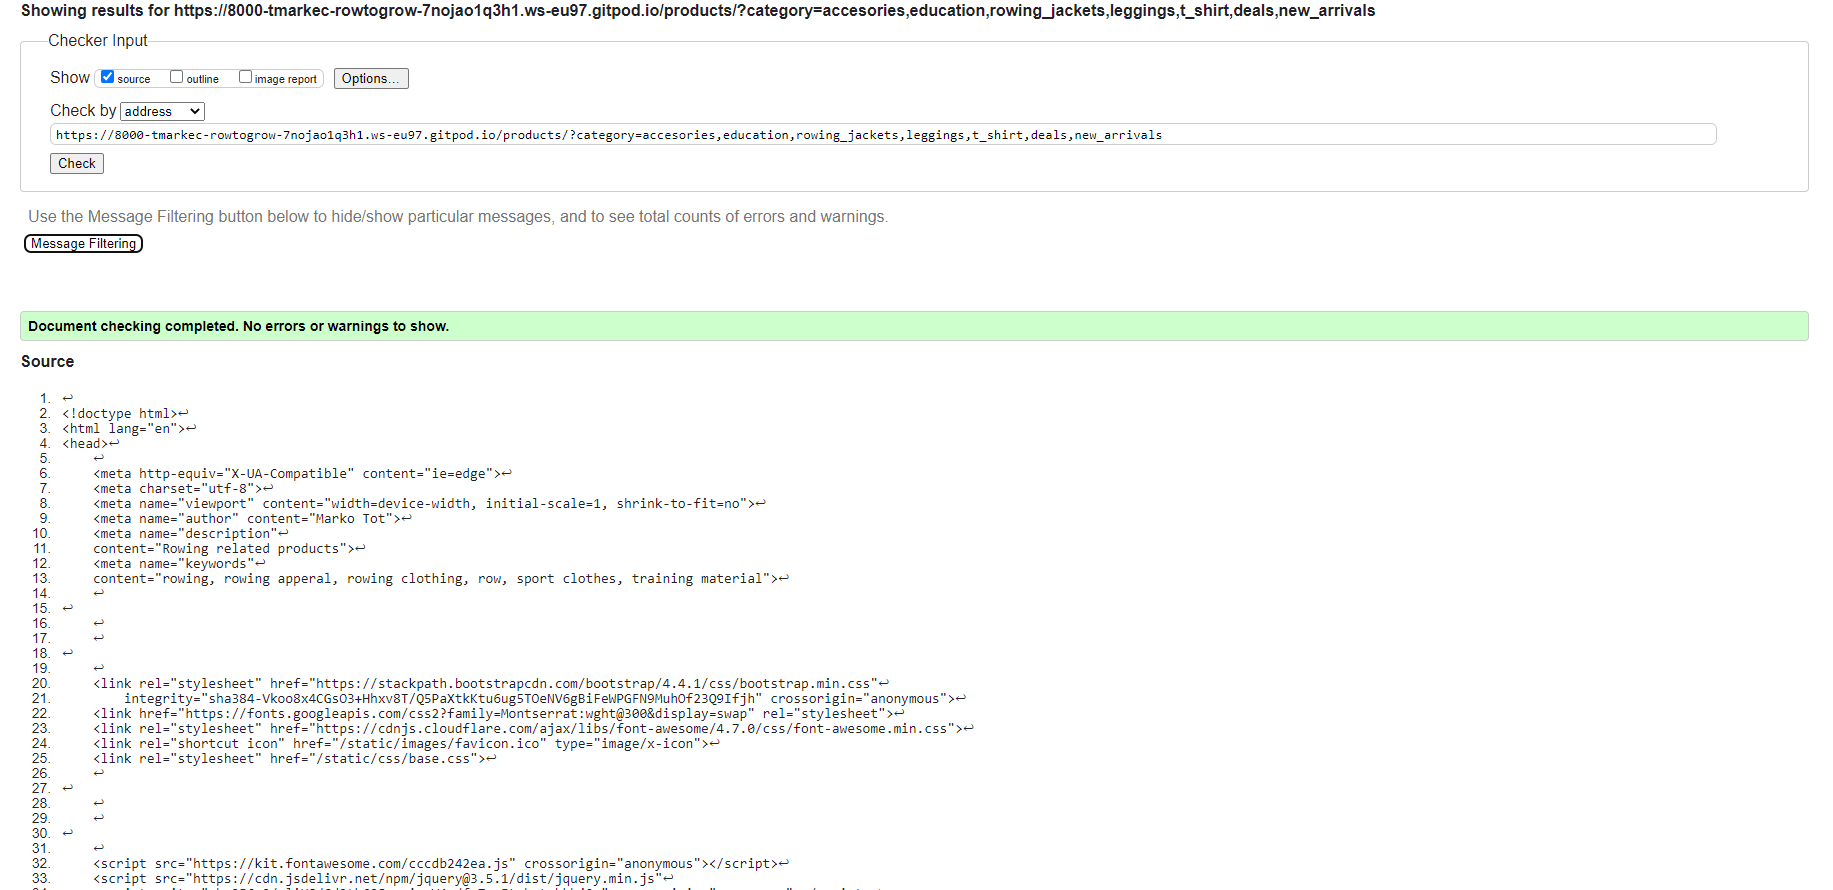 Showing results for https://8000-tmarkec-rowtogrow-7nojao1q3h1.ws-eu97.gitpod.io/products/?category=accesories,education,rowing_jackets,leggings,t_shirt,deals,new_arrivals
Checker Input
Show source outline image report Options...
Check by address
https://8000-tmarkec-rowtogrow-7nojao1q3h1.ws-eu97.gitpod.io/products/?category=accesories,education,rowing_jackets,leggings,t_shirt,deals,new_arrivals
Check
Use the Message Filtering button below to hide/show particular messages, and to see total counts of errors and warnings.
Message Filtering
Document checking completed. No errors or warnings to show.
Source
1. ↩
2. <!doctype html>↩
3. <html lang="en">↩
4. <head>↩
5. ↩
6. <meta http-equiv="X-UA-Compatible" content="ie=edge">↩
7. <meta charset="utf-8">↩
8. <meta name="viewport" content="width=device-width, initial-scale=1, shrink-to-fit=no">↩
9. <meta name="author" content="Marko Tot">↩
10. <meta name="description"↩
11. content="Rowing related products">↩
12. <meta name="keywords"↩
13. content="rowing, rowing apperal, rowing clothing, row, sport clothes, training material">↩
14. ↩
15. ↩
16. ↩
17. ↩
18. ↩
19. ↩
20. <link rel="stylesheet" href="https://stackpath.bootstrapcdn.com/bootstrap/4.4.1/css/bootstrap.min.css"↩
21. integrity="sha384-Vkoo8x4CGsO3+Hhxv8T/Q5PaXtkKtu6ug5TOeNV6gBiFeWPGFN9MuhOf23Q9Ifjh" crossorigin="anonymous">↩
22. <link href="https://fonts.googleapis.com/css2?family=Montserrat:wght@300&display=swap" rel="stylesheet">↩
23. <link rel="stylesheet" href="https://cdnjs.cloudflare.com/ajax/libs/font-awesome/4.7.0/css/font-awesome.min.css">↩
24. <link rel="shortcut icon" href="/static/images/favicon.ico" type="image/x-icon">↩
25. <link rel="stylesheet" href="/static/css/base.css">↩
26. ↩
27. ↩
28. ↩
29. ↩
30. ↩
31. ↩
32. <script src="https://kit.fontawesome.com/cccdb242ea.js" crossorigin="anonymous"></script>↩
33. <script src="https://cdn.jsdelivr.net/npm/jquery@3.5.1/dist/jquery.min.js"↩